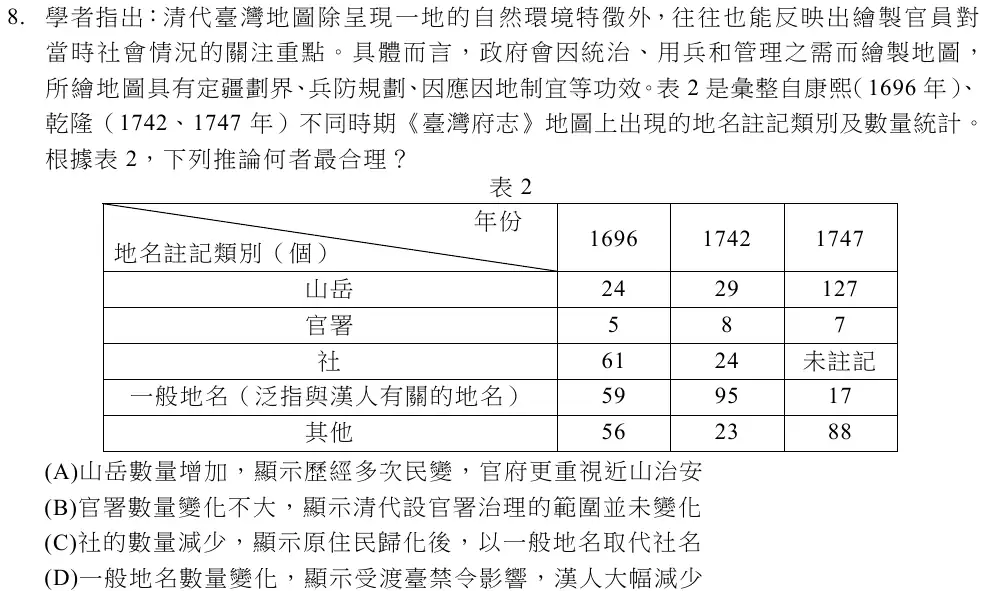 8. 學者指出：清代臺灣地圖除呈現一地的自然環境特徵外，往往也能反映出繪製官員對
當時社會情況的關注重點。具體而言，政府會因統治、用兵和管理之需而繪製地圖，
所繪地圖具有定疆劃界、兵防規劃、因應因地制宜等功效。表 2 是彙整自康熙（1696 年）、
乾隆（1742、1747 年）不同時期《臺灣府志》地圖上出現的地名註記類別及數量統計。
根據表 2，下列推論何者最合理？
表 2
年份
地名註記類別（個） 1696 1742 1747
山岳 24 29 127
官署 5 8 7
社 61 24 未註記
一般地名（泛指與漢人有關的地名） 59 95 17
其他 56 23 88
(A)山岳數量增加，顯示歷經多次民變，官府更重視近山治安
(B)官署數量變化不大，顯示清代設官署治理的範圍並未變化
(C)社的數量減少，顯示原住民歸化後，以一般地名取代社名
(D)一般地名數量變化，顯示受渡臺禁令影響，漢人大幅減少